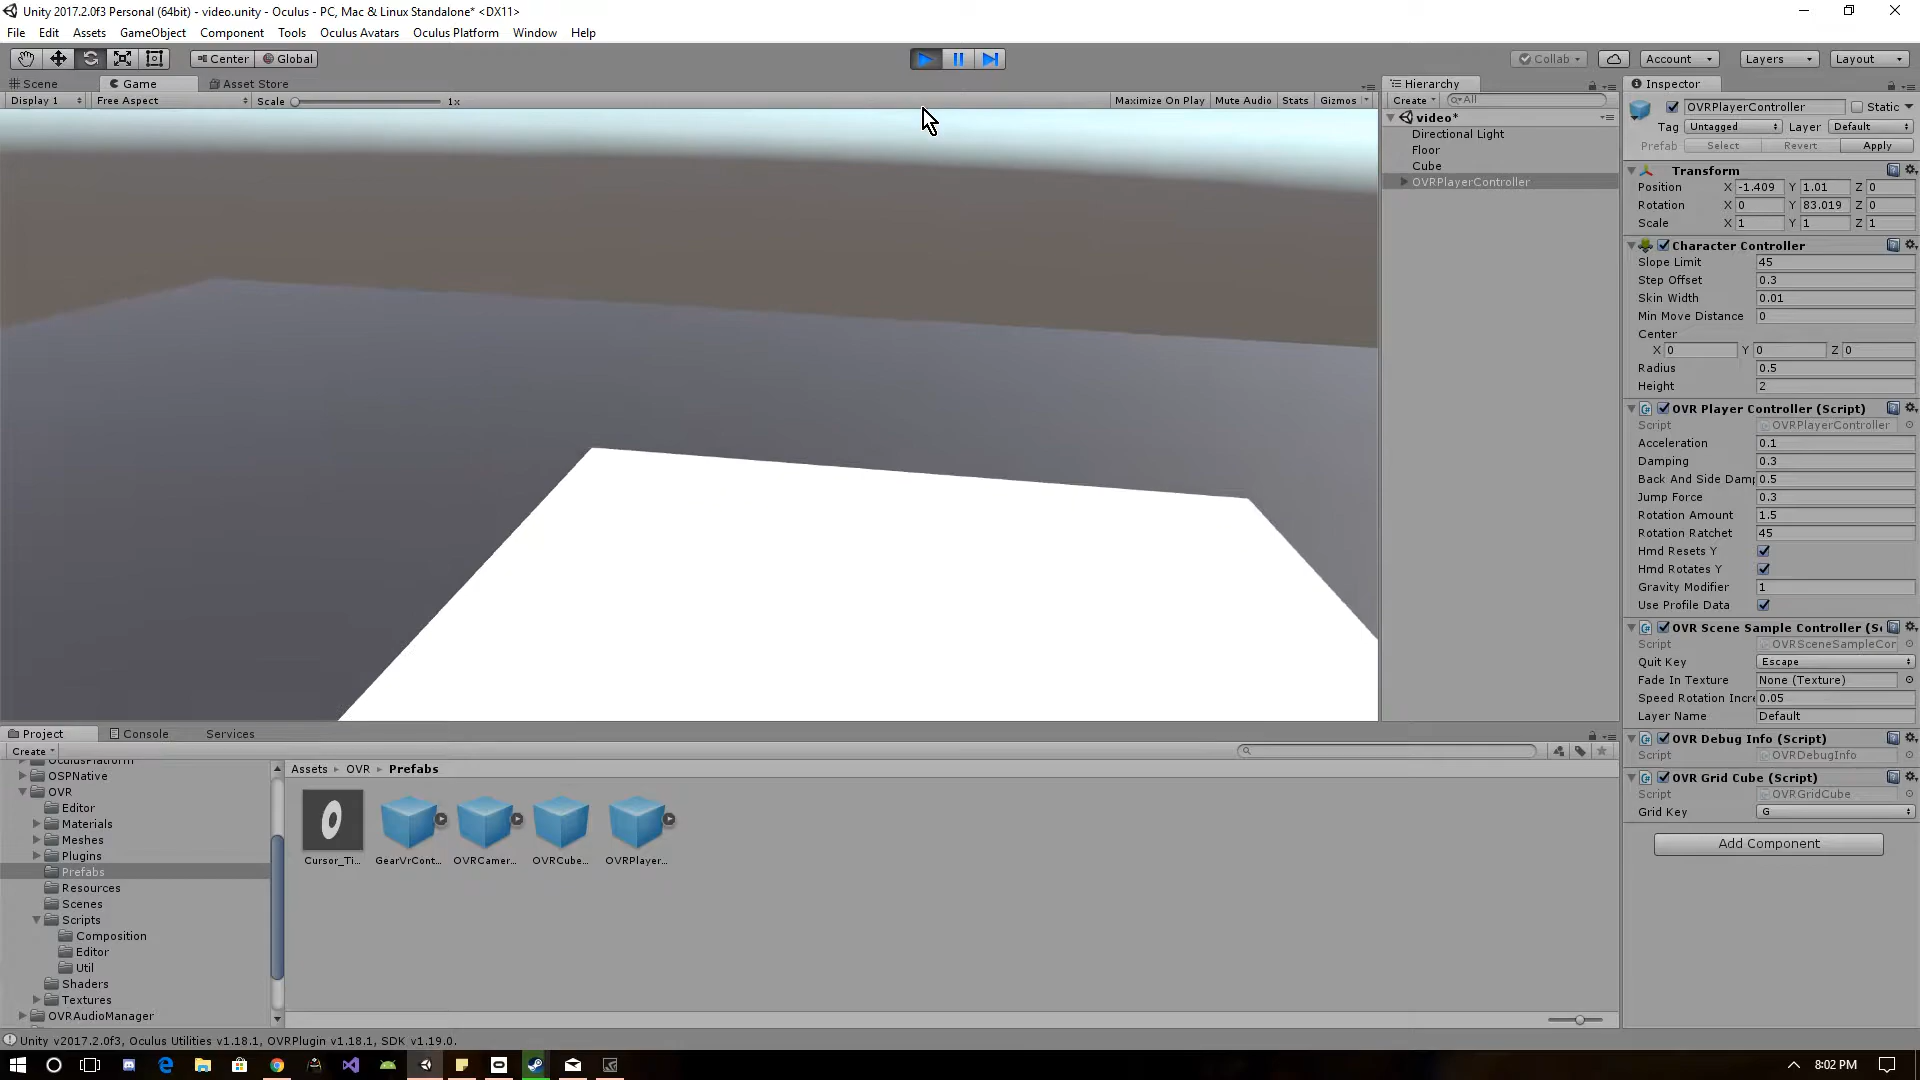 Unity 2017.2.0f3 Personal (64bit) - video.unity - Oculus - PC, Mac & Linux Standalone* <DX11>
File Edit Assets GameObject Component Tools Oculus Avatars Oculus Platform Window Help
Center Global Collab Account Layers Layout
Scene Game Asset Store
Display 1 Free Aspect Scale 1x Maximize On Play Mute Audio Stats Gizmos
Hierarchy
Create All
video*
Directional Light
Floor
Cube
OVRPlayerController
Inspector
OVRPlayerController Static
Tag Untagged Layer Default
Prefab Select Revert Apply
Transform
Position X -1.409 Y 1.01 Z 0
Rotation X 0 Y 83.019 Z 0
Scale X 1 Y 1 Z 1
Character Controller
Slope Limit 45
Step Offset 0.3
Skin Width 0.01
Min Move Distance 0
Center
X 0 Y 0 Z 0
Radius 0.5
Height 2
OVR Player Controller (Script)
Script OVRPlayerController
Acceleration 0.1
Damping 0.3
Back And Side Damp 0.5
Jump Force 0.3
Rotation Amount 1.5
Rotation Ratchet 45
Hmd Resets Y
Hmd Rotates Y
Gravity Modifier 1
Use Profile Data
OVR Scene Sample Controller (S
Script OVRSceneSampleCor
Quit Key Escape
Fade In Texture None (Texture)
Speed Rotation Incre 0.05
Layer Name Default
OVR Debug Info (Script)
Script OVRDebugInfo
OVR Grid Cube (Script)
Script OVRGridCube
Grid Key G
Add Component
Project Console Services
Create
OculusPlatform
OSPNative
OVR
Editor
Materials
Meshes
Plugins
Prefabs
Resources
Scenes
Scripts
Composition
Editor
Util
Shaders
Textures
OVRAudioManager
Assets OVR Prefabs
Cursor_Ti... GearVrCont... OVRCamer... OVRCube... OVRPlayer...
Unity v2017.2.0f3, Oculus Utilities v1.18.1, OVRPlugin v1.18.1, SDK v1.19.0.
8:02 PM